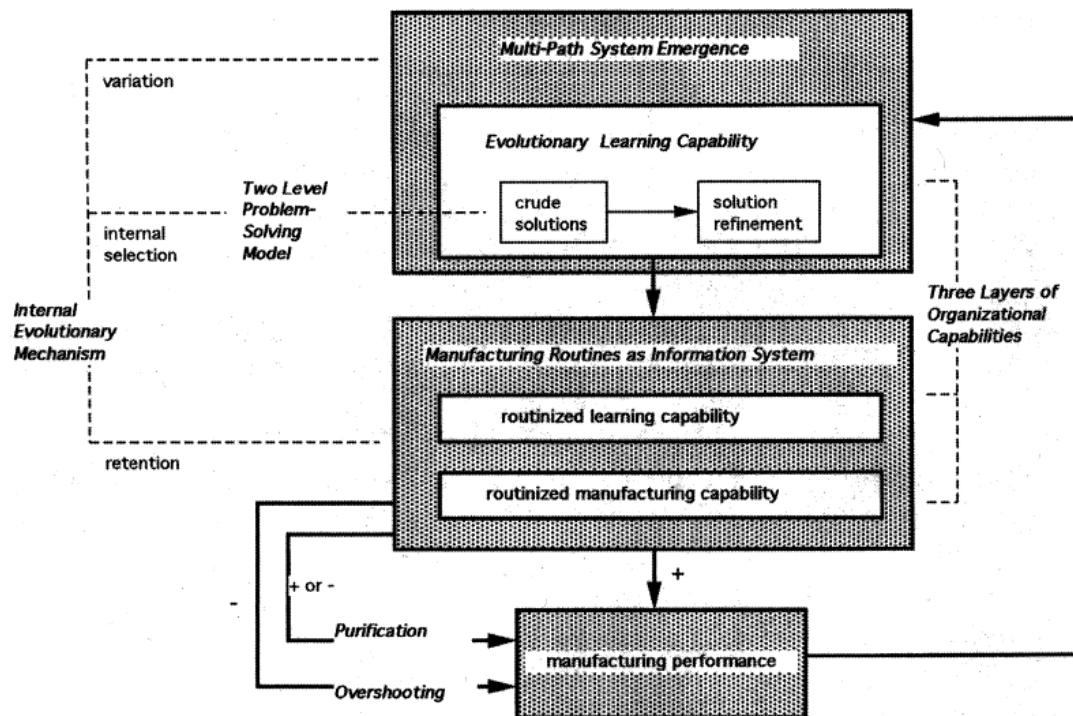 Multi-Path System Emergence
variation
Evolutionary Learning Capability
Two Level
Problem-
Solving
Model
crude
solutions
solution
refinement
internal
selection
Three Layers of
Organizational
Capabilities
Internal
Evolutionary
Mechanism
Manufacturing Routines as Information System
routinized learning capability
retention
routinized manufacturing capability
+
+ or -
-
Purification
manufacturing performance
Overshooting